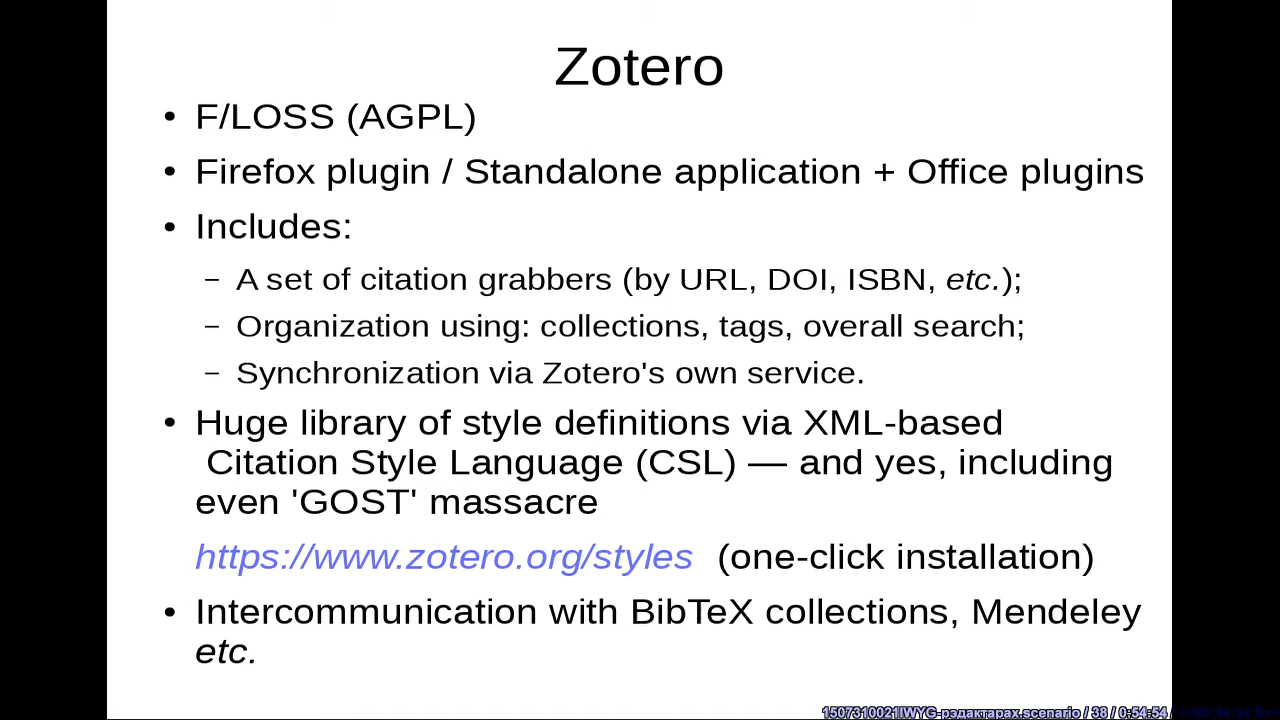 Zotero
• F/LOSS (AGPL)
• Firefox plugin / Standalone application + Office plugins
• Includes:
– A set of citation grabbers (by URL, DOI, ISBN, etc.);
– Organization using: collections, tags, overall search;
– Synchronization via Zotero's own service.
• Huge library of style definitions via XML-based
Citation Style Language (CSL) — and yes, including
even 'GOST' massacre
https://www.zotero.org/styles (one-click installation)
• Intercommunication with BibTeX collections, Mendeley
etc.
150731002IWYG-рэдактарах.scenario / 38 / 0:54:54 /